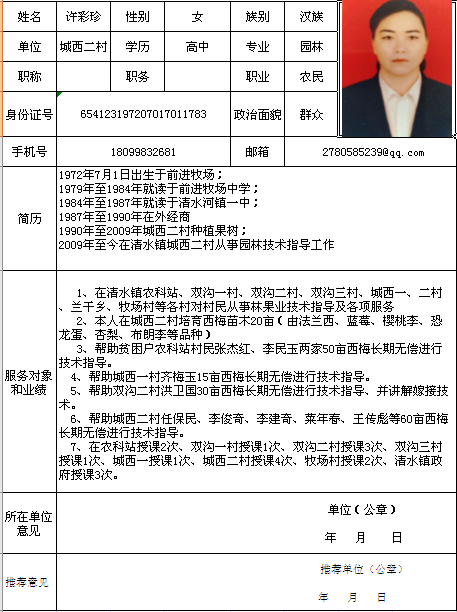 姓名 许彩珍 性别 女 族别 汉族
单位 城西二村 学历 高中 专业 园林
职称 职务 职业 农民
身份证号 654123197207017011783 政治面貌 群众
手机号 18099832681 邮箱 2780585239@qq.com
简历
1972年7月1日出生于前进牧场；
1979年至1984年就读于前进牧场中学；
1984年至1987年就读于清水河镇一中；
1987年至1990年在外经商
1990年至2009年城西二村种植果树；
2009年至今在清水镇城西二村从事园林技术指导工作
服务对象
和业绩
1、在清水镇农科站、双沟一村、双沟二村、双沟三村、城西一、二村
、兰干乡、牧场村等各村对村民从事林果业技术指导及各项服务
2、本人在城西二村培育西梅苗木20亩（由法兰西、蓝莓、樱桃李、恐
龙蛋、杏梨、布朗李等品种）
3、帮助贫困户农科站村民张杰红、李民玉两家50亩西梅长期无偿进行
技术指导。
4、帮助城西一村齐梅玉15亩西梅长期无偿进行技术指导。
5、帮助双沟二村洪卫国30亩西梅长期无偿进行技术指导、并讲解嫁接技
术。
6、帮助城西二村任保民、李俊奇、李建奇、菜年春、王传彪等60亩西梅
长期无偿进行技术指导。
7、在农科站授课2次、双沟一村授课1次、双沟二村授课3次、双沟三村
授课1次、城西一授课1次、城西二村授课4次、牧场村授课2次、清水镇政
府授课3次。
所在单位
意见
单位（公章）
年 月 日
推荐意见
推荐单位（公章）
年 月 日